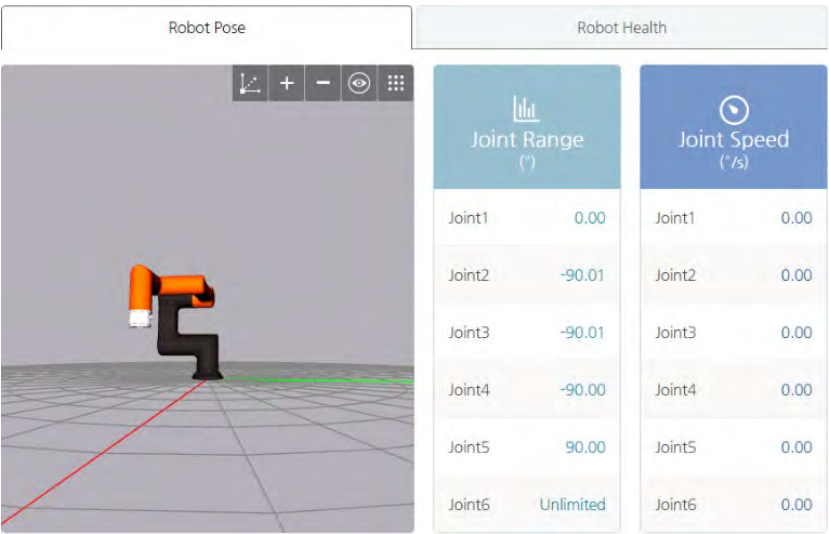 Robot Pose
Robot Health
Joint Range
(°)
Joint1 0.00
Joint2 -90.01
Joint3 -90.01
Joint4 -90.00
Joint5 90.00
Joint6 Unlimited
Joint Speed
(°/s)
Joint1 0.00
Joint2 0.00
Joint3 0.00
Joint4 0.00
Joint5 0.00
Joint6 0.00